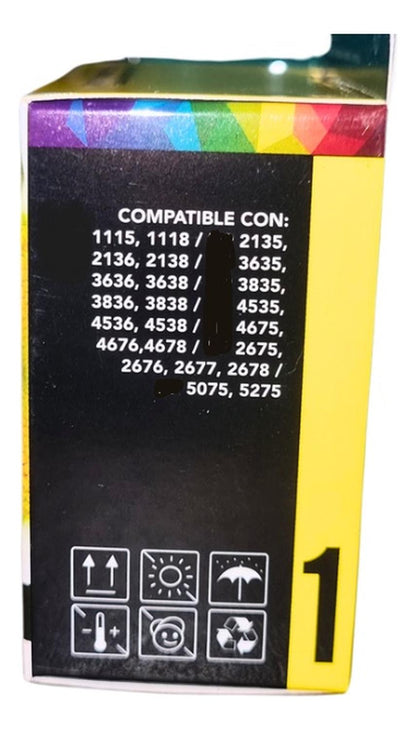 COMPATIBLE CON:
1115, 1118 / 2135,
2136, 2138 / 3635,
3636, 3638 / 3835,
3836, 3838 / 4535,
4536, 4538 / 4675,
4676,4678 / 2675,
2676, 2677, 2678 /
5075, 5275
- +
1